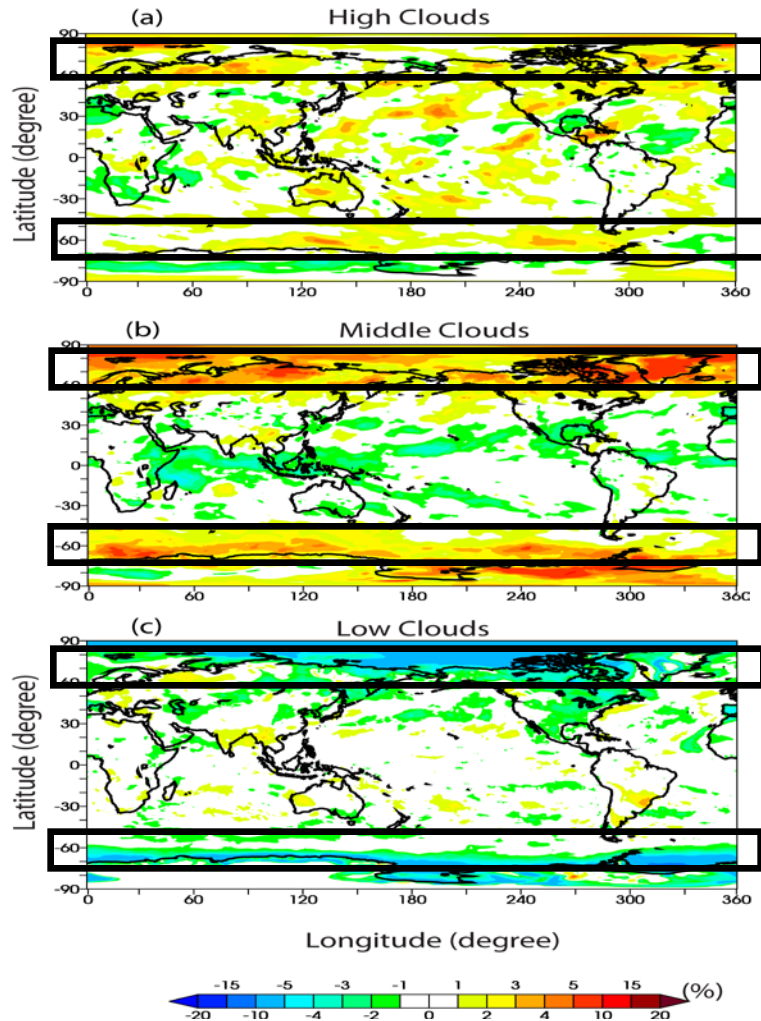 (a) High Clouds
90
60
30
0
-30
-60
-90
0 60 120 180 240 300 360
Latitude (degree)
(b) Middle Clouds
90
60
30
0
-30
-60
-90
0 60 120 180 240 300 360
(c) Low Clouds
90
60
30
0
-30
-60
-90
0 60 120 180 240 300 360
Latitude (degree)
Longitude (degree)
-15 -5 -3 -1 1 3 5 15 (%)
-20 -10 -4 -2 0 2 4 10 20